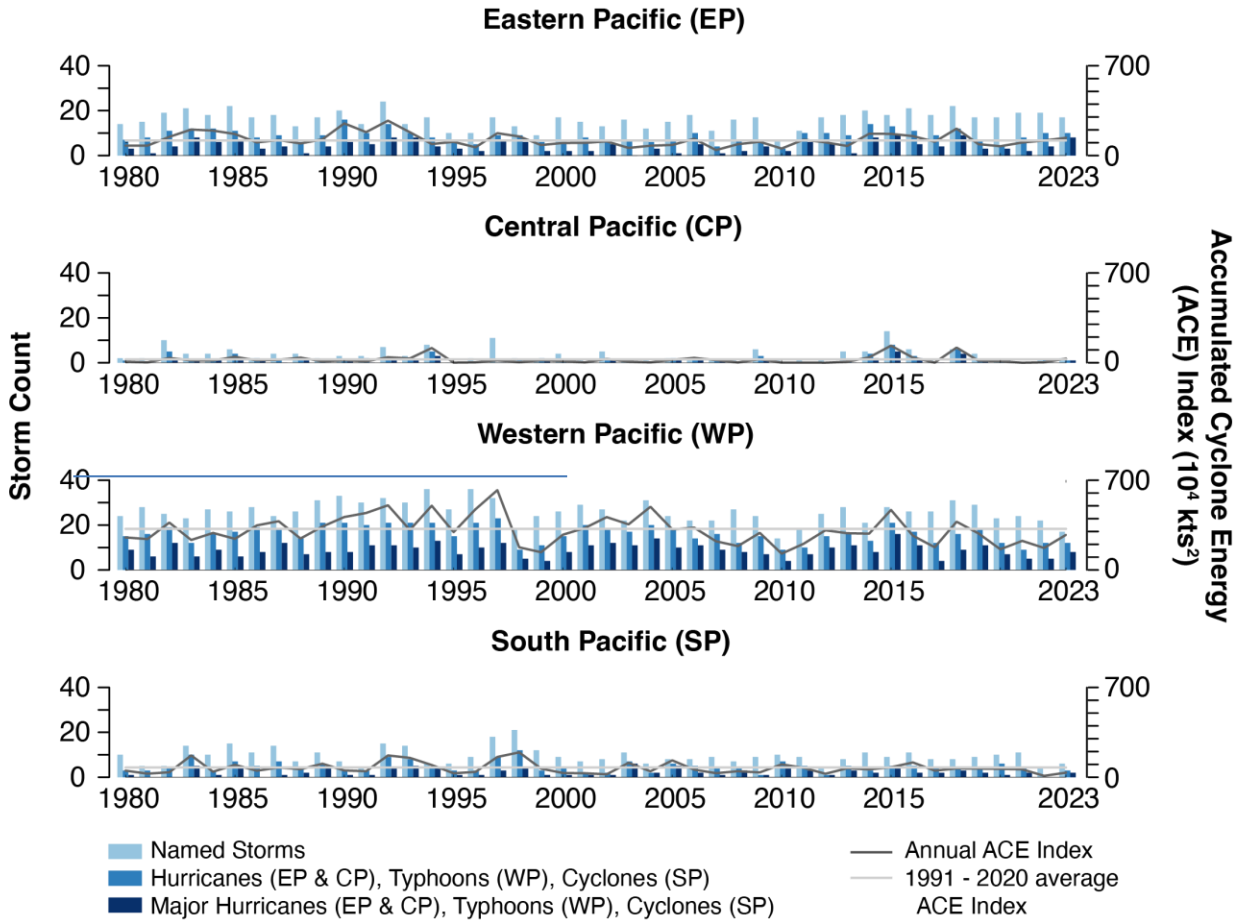 Eastern Pacific (EP)
40
20
0
700
0
1980 1985 1990 1995 2000 2005 2010 2015 2023
Central Pacific (CP)
40
20
0
700
0
1980 1985 1990 1995 2000 2005 2010 2015 2023
Storm Count
Accumulated Cyclone Energy
(ACE) Index (10⁴ kts²)
Western Pacific (WP)
40
20
0
700
0
1980 1985 1990 1995 2000 2005 2010 2015 2023
South Pacific (SP)
40
20
0
700
0
1980 1985 1990 1995 2000 2005 2010 2015 2023
Named Storms
Hurricanes (EP & CP), Typhoons (WP), Cyclones (SP)
Major Hurricanes (EP & CP), Typhoons (WP), Cyclones (SP)
Annual ACE Index
1991 - 2020 average
ACE Index